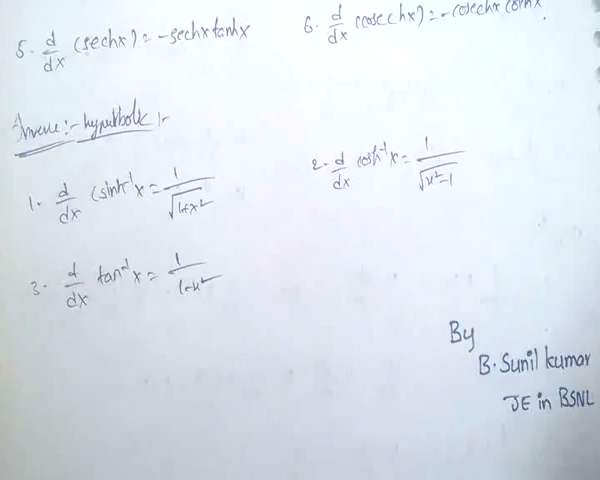 5. d/dx (sechx) = -sechx tanhx
6. d/dx (cosechx) = -cosechx cothx
Inverse :- hyperbolic :-
1. d/dx (sinh⁻¹x = 1/√1+x²
2. d/dx cosh⁻¹x = 1/√x²-1
3. d/dx tan⁻¹x = 1/1+x²
By
B. Sunil kumar
JE in BSNL